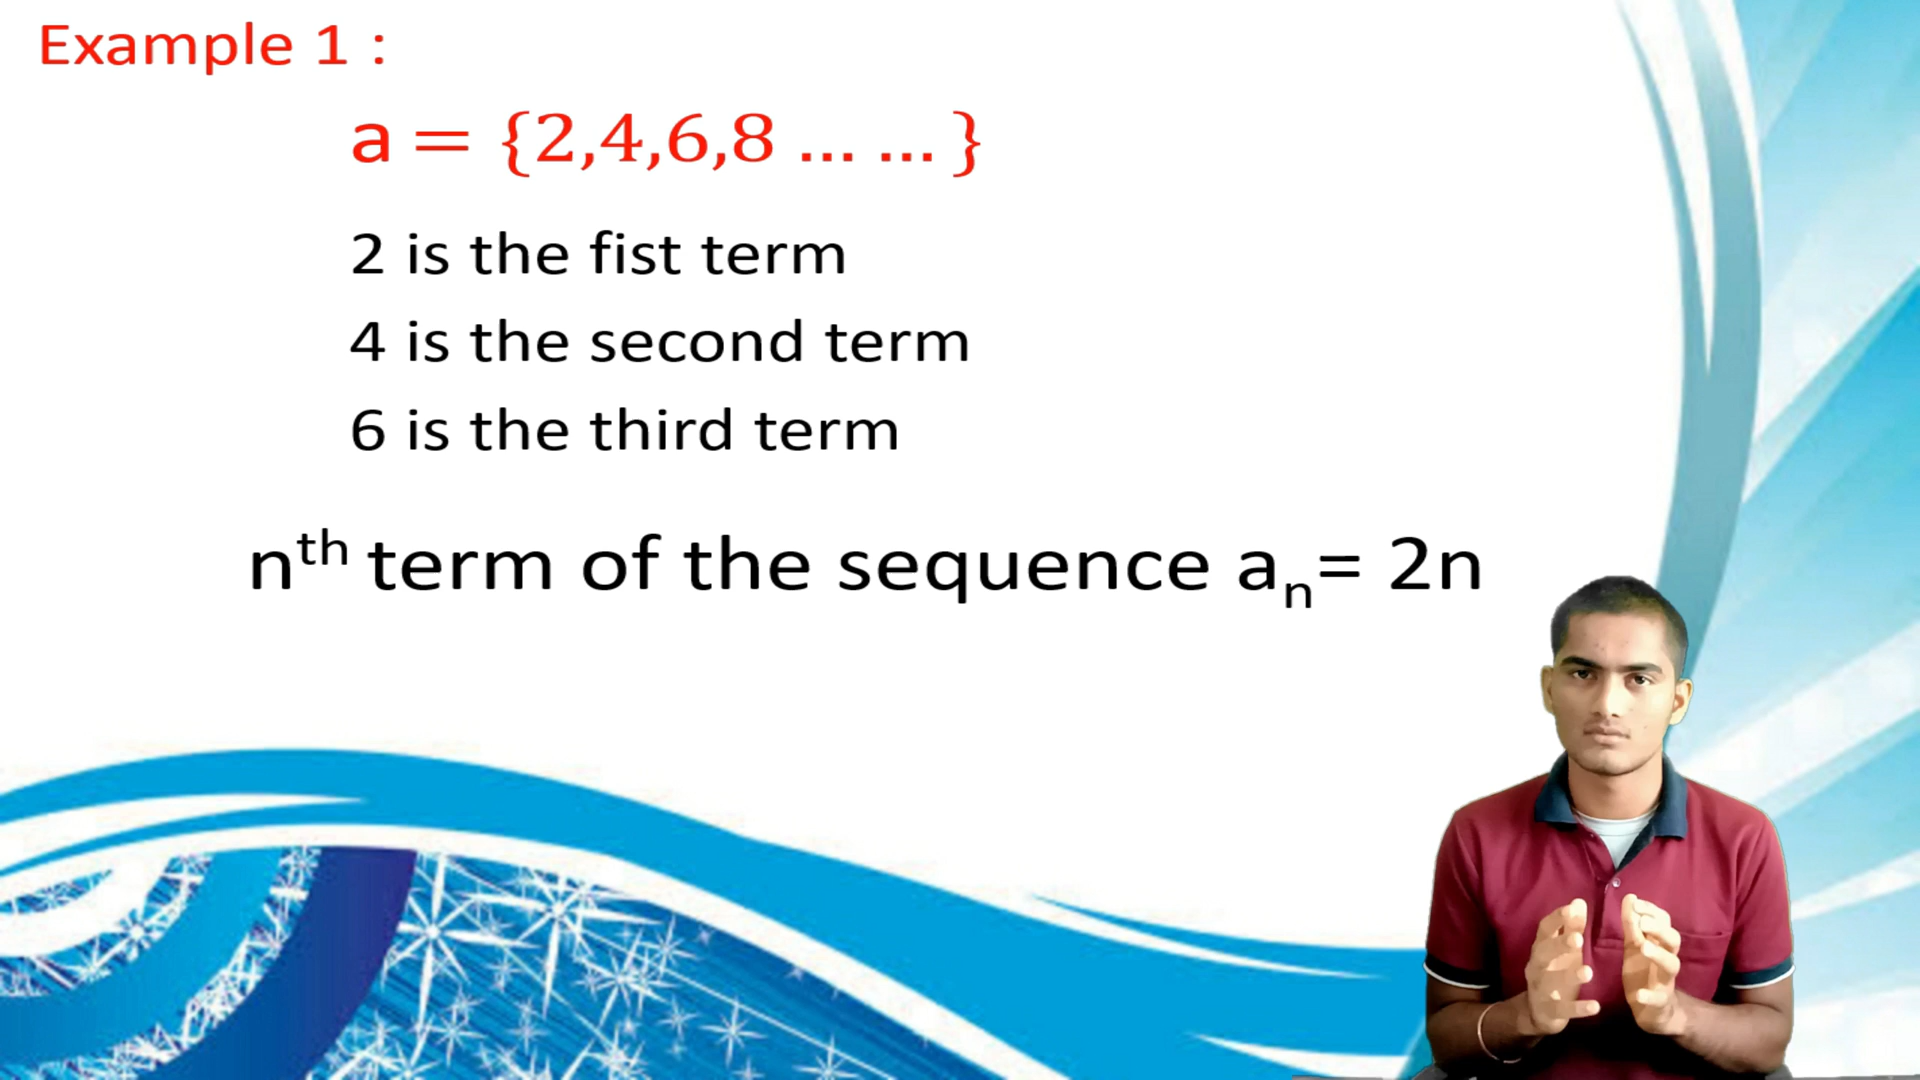 Example 1 :
a = {2,4,6,8 ... ... }
2 is the fist term
4 is the second term
6 is the third term
nᵗʰ term of the sequence aₙ= 2n